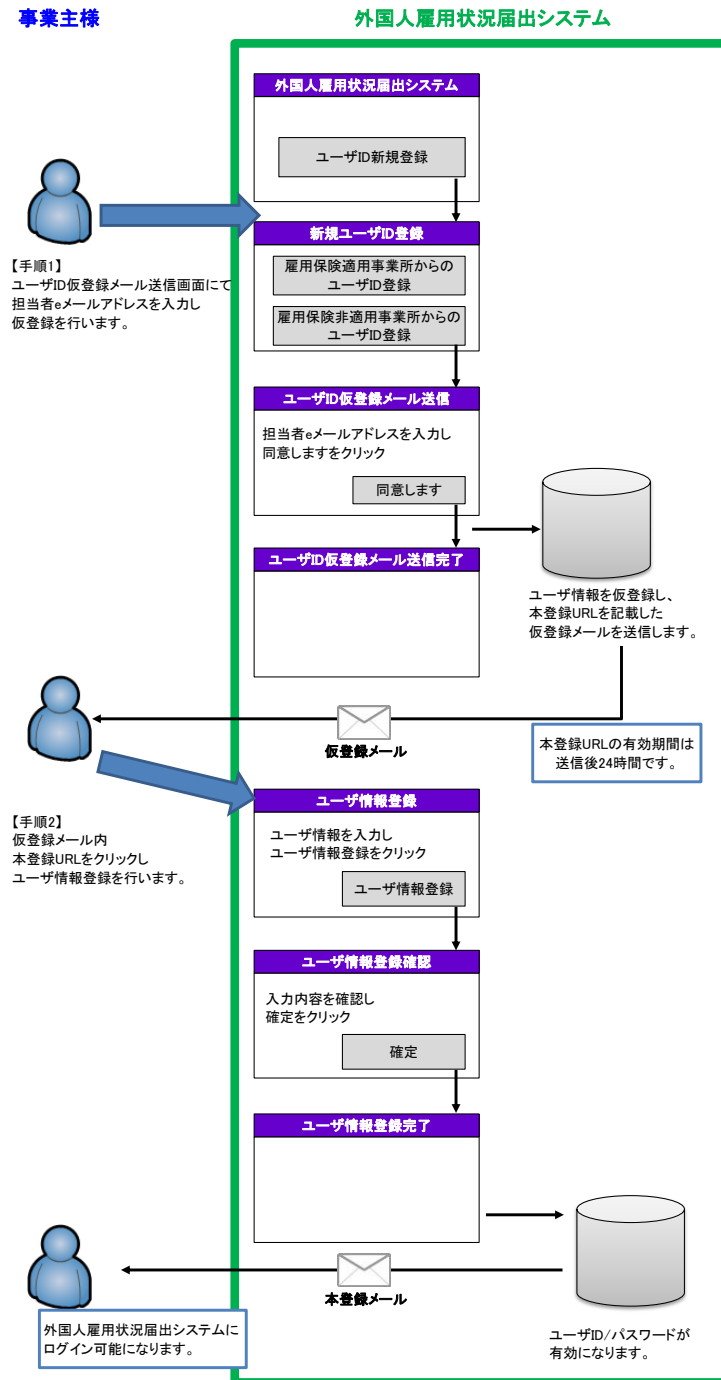 事業主様
外国人雇用状況届出システム
外国人雇用状況届出システム
ユーザID新規登録
【手順1】
ユーザID仮登録メール送信画面にて
担当者eメールアドレスを入力し
仮登録を行います。
新規ユーザID登録
雇用保険適用事業所からの
ユーザID登録
雇用保険非適用事業所からの
ユーザID登録
ユーザID仮登録メール送信
担当者eメールアドレスを入力し
同意しますをクリック
同意します
ユーザID仮登録メール送信完了
ユーザ情報を仮登録し、
本登録URLを記載した
仮登録メールを送信します。
仮登録メール
本登録URLの有効期間は
送信後24時間です。
【手順2】
仮登録メール内
本登録URLをクリックし
ユーザ情報登録を行います。
ユーザ情報登録
ユーザ情報を入力し
ユーザ情報登録をクリック
ユーザ情報登録
ユーザ情報登録確認
入力内容を確認し
確定をクリック
確定
ユーザ情報登録完了
本登録メール
外国人雇用状況届出システムに
ログイン可能になります。
ユーザID/パスワードが
有効になります。